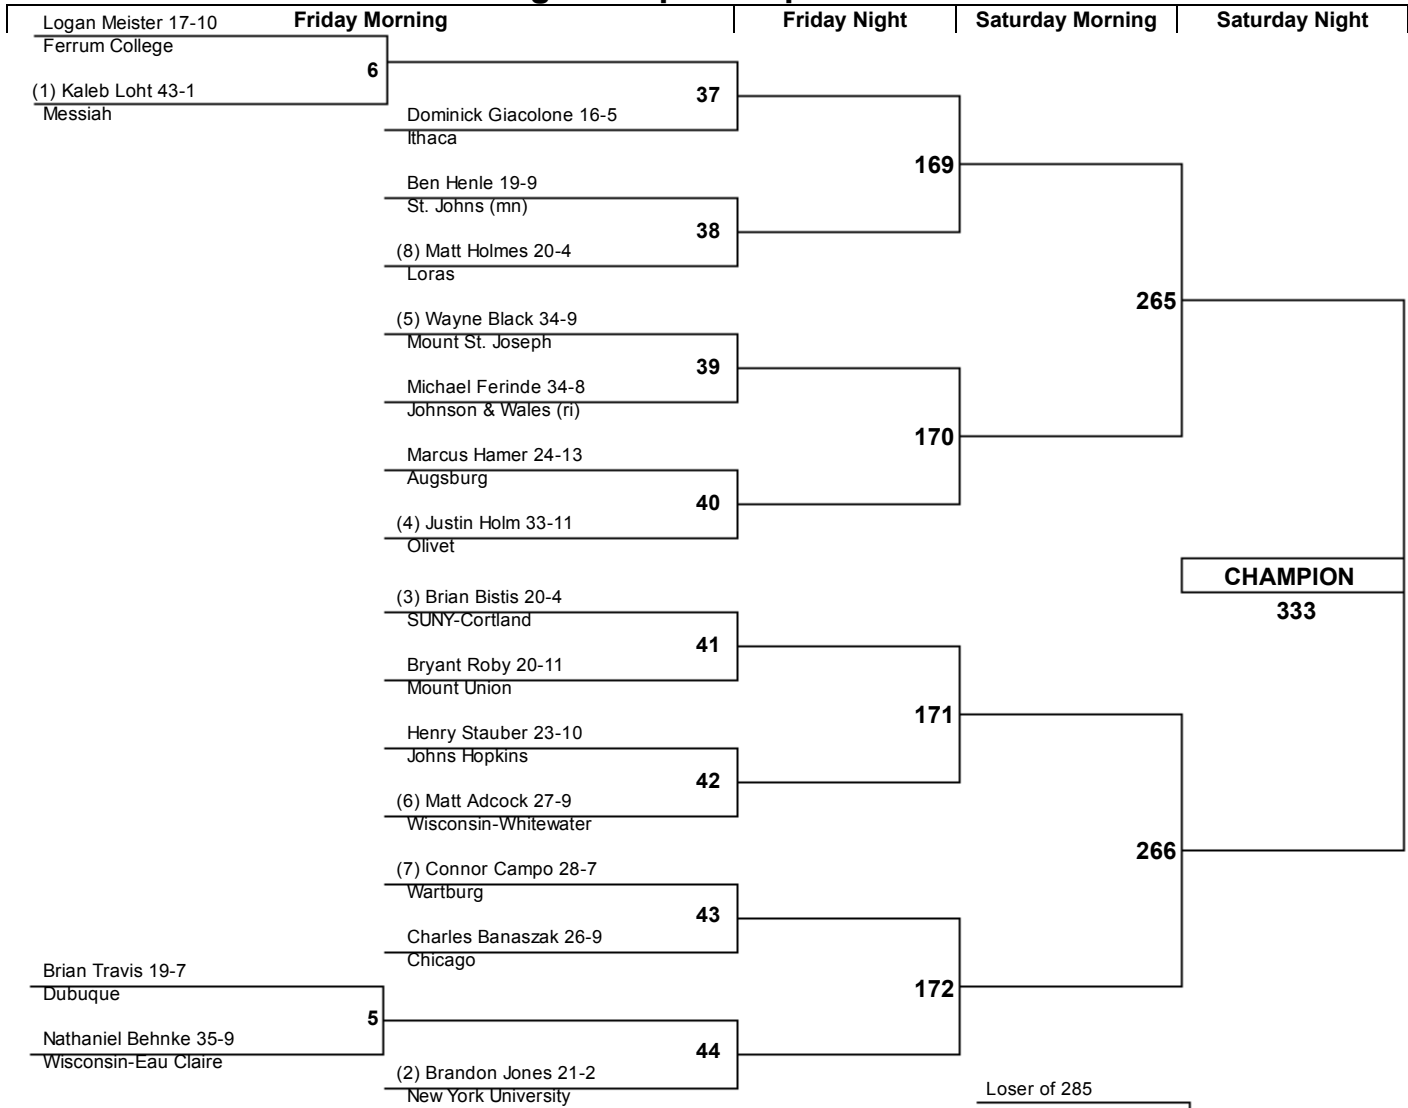 Friday Morning
Friday Night
Saturday Morning
Saturday Night
Logan Meister 17-10
Ferrum College
6
(1) Kaleb Loht 43-1
Messiah
37
Dominick Giacolone 16-5
Ithaca
169
Ben Henle 19-9
St. Johns (mn)
38
(8) Matt Holmes 20-4
Loras
265
(5) Wayne Black 34-9
Mount St. Joseph
39
Michael Ferinde 34-8
Johnson & Wales (ri)
170
Marcus Hamer 24-13
Augsburg
40
(4) Justin Holm 33-11
Olivet
CHAMPION
333
(3) Brian Bistis 20-4
SUNY-Cortland
41
Bryant Roby 20-11
Mount Union
171
Henry Stauber 23-10
Johns Hopkins
42
(6) Matt Adcock 27-9
Wisconsin-Whitewater
266
(7) Connor Campo 28-7
Wartburg
43
Charles Banaszak 26-9
Chicago
172
Brian Travis 19-7
Dubuque
5
Nathaniel Behnke 35-9
Wisconsin-Eau Claire
44
(2) Brandon Jones 21-2
New York University
Loser of 285